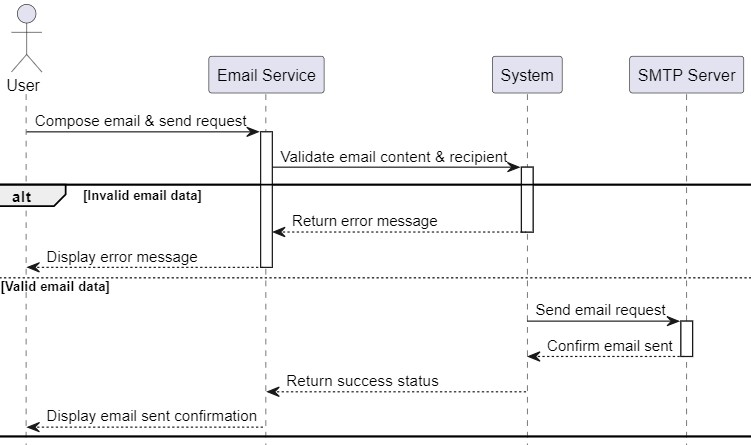 User
Email Service
System
SMTP Server
Compose email & send request
Validate email content & recipient
alt
[Invalid email data]
Return error message
Display error message
[Valid email data]
Send email request
Confirm email sent
Return success status
Display email sent confirmation